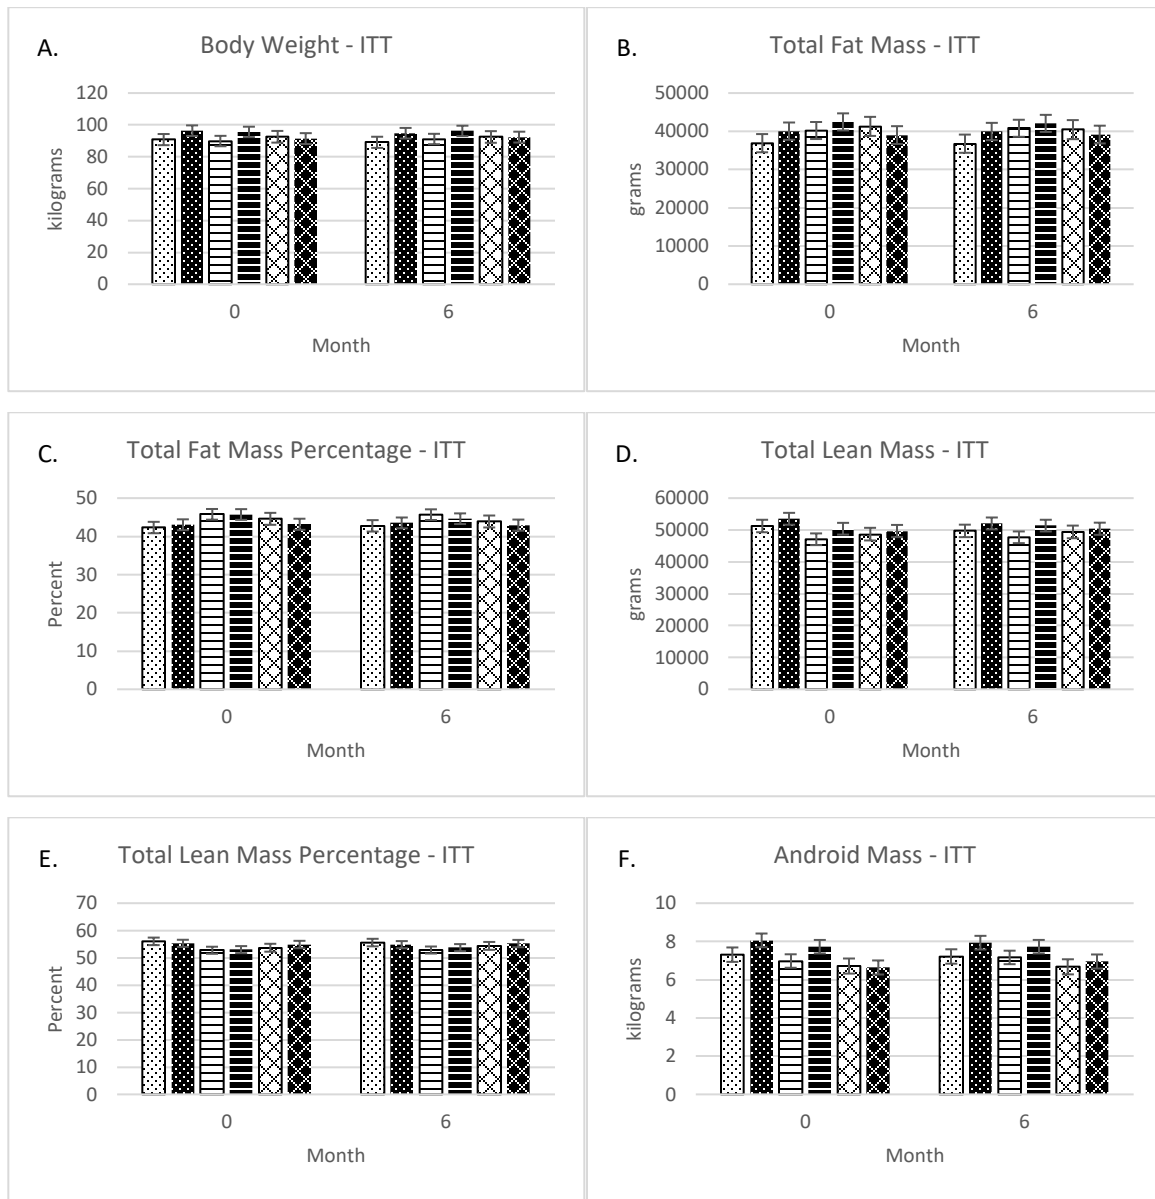 A.
Body Weight - ITT
kilograms
120
100
80
60
40
20
0
0
6
Month
B.
Total Fat Mass - ITT
grams
50000
40000
30000
20000
10000
0
0
6
Month
C.
Total Fat Mass Percentage - ITT
Percent
50
40
30
20
10
0
0
6
Month
D.
Total Lean Mass - ITT
grams
60000
50000
40000
30000
20000
10000
0
0
6
Month
E.
Total Lean Mass Percentage - ITT
Percent
70
60
50
40
30
20
10
0
0
6
Month
F.
Android Mass - ITT
kilograms
10
8
6
4
2
0
0
6
Month